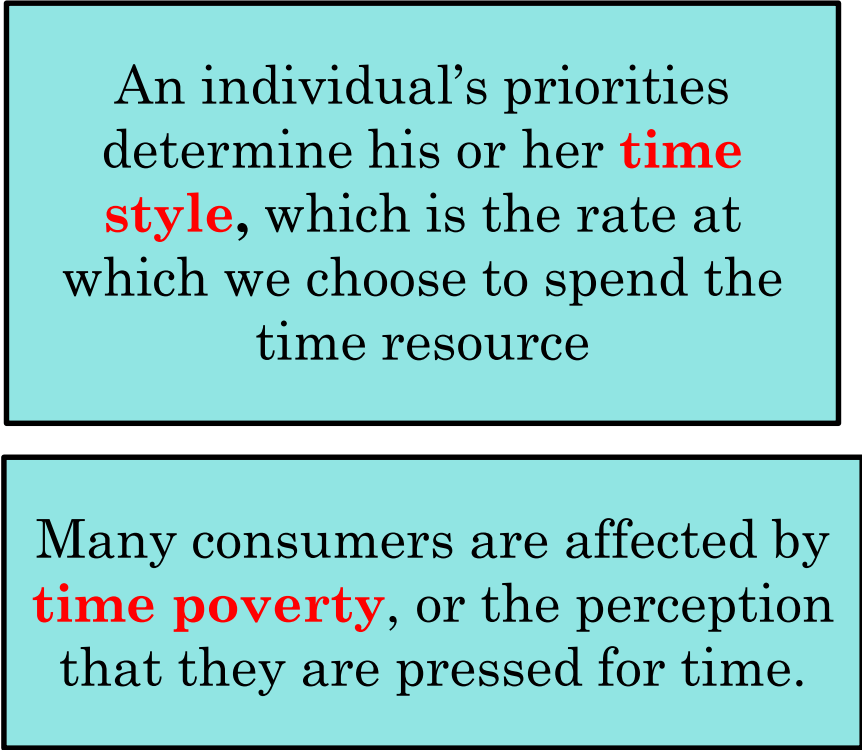 An individual’s priorities
determine his or her time
style, which is the rate at
which we choose to spend the
time resource
Many consumers are affected by
time poverty, or the perception
that they are pressed for time.